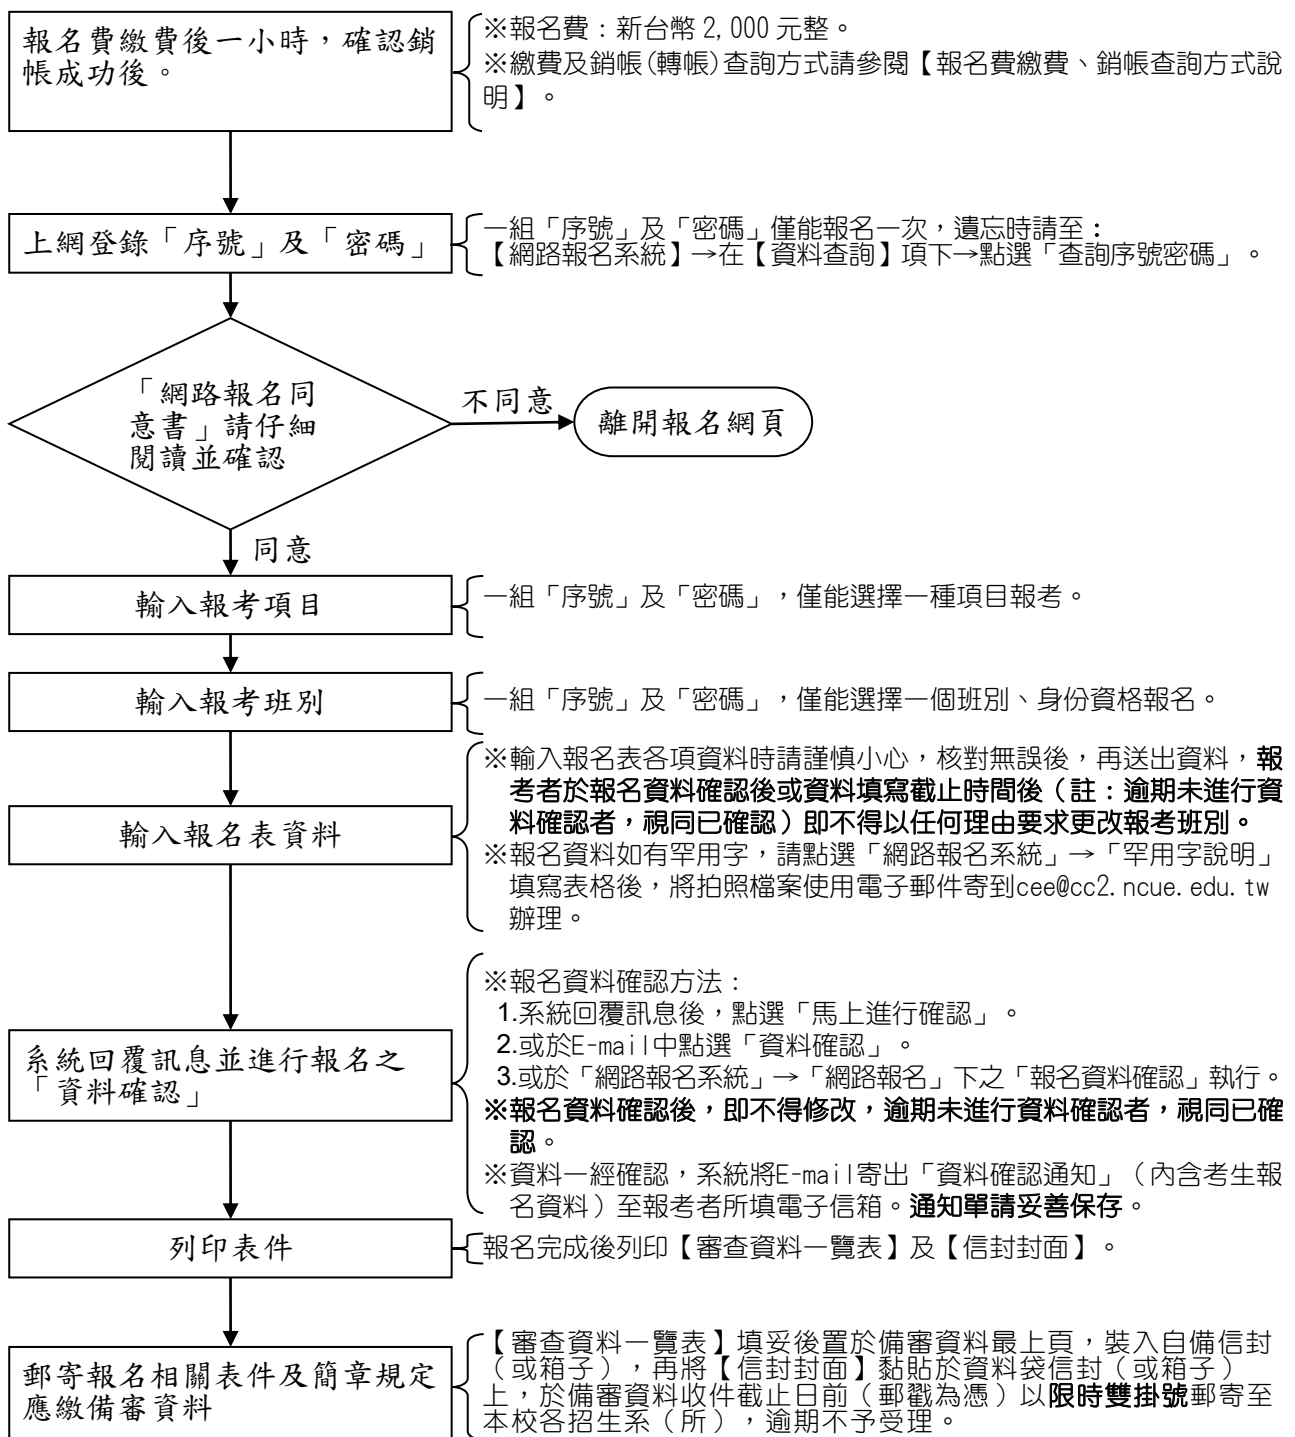 報名費繳費後一小時，確認銷
帳成功後。
※報名費：新台幣 2,000 元整。
※繳費及銷帳(轉帳)查詢方式請參閱【報名費繳費、銷帳查詢方式說
明】。
上網登錄「序號」及「密碼」
一組「序號」及「密碼」僅能報名一次，遺忘時請至：
【網路報名系統】→在【資料查詢】項下→點選「查詢序號密碼」。
「網路報名同
意書」請仔細
閱讀並確認
不同意
離開報名網頁
同意
輸入報考項目
一組「序號」及「密碼」，僅能選擇一種項目報考。
輸入報考班別
一組「序號」及「密碼」，僅能選擇一個班別、身份資格報名。
輸入報名表資料
※輸入報名表各項資料時請謹慎小心，核對無誤後，再送出資料，報
考者於報名資料確認後或資料填寫截止時間後（註：逾期未進行資
料確認者，視同已確認）即不得以任何理由要求更改報考班別。
※報名資料如有罕用字，請點選「網路報名系統」→「罕用字說明」
填寫表格後，將拍照檔案使用電子郵件寄到cee@cc2.ncue.edu.tw
辦理。
系統回覆訊息並進行報名之
「資料確認」
※報名資料確認方法：
1.系統回覆訊息後，點選「馬上進行確認」。
2.或於E-mail中點選「資料確認」。
3.或於「網路報名系統」→「網路報名」下之「報名資料確認」執行。
※報名資料確認後，即不得修改，逾期未進行資料確認者，視同已確
認。
※資料一經確認，系統將E-mail寄出「資料確認通知」（內含考生報
名資料）至報考者所填電子信箱。通知單請妥善保存。
列印表件
報名完成後列印【審查資料一覽表】及【信封封面】。
郵寄報名相關表件及簡章規定
應繳備審資料
【審查資料一覽表】填妥後置於備審資料最上頁，裝入自備信封
（或箱子），再將【信封封面】黏貼於資料袋信封（或箱子）
上，於備審資料收件截止日前（郵戳為憑）以限時雙掛號郵寄至
本校各招生系（所），逾期不予受理。